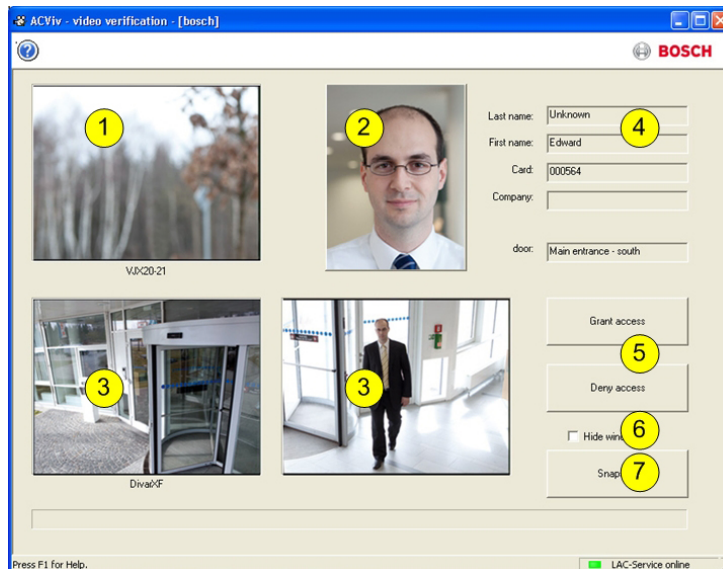 ACViv - video verification - [bosch]
BOSCH
1
VJX20-21
2
Last name: Unknown
4
First name: Edward
Card: 000564
Company:
door: Main entrance - south
3
DivarXF
3
Grant access
5
Deny access
Hide
6
7
Press F1 for Help.
LAC-Service online